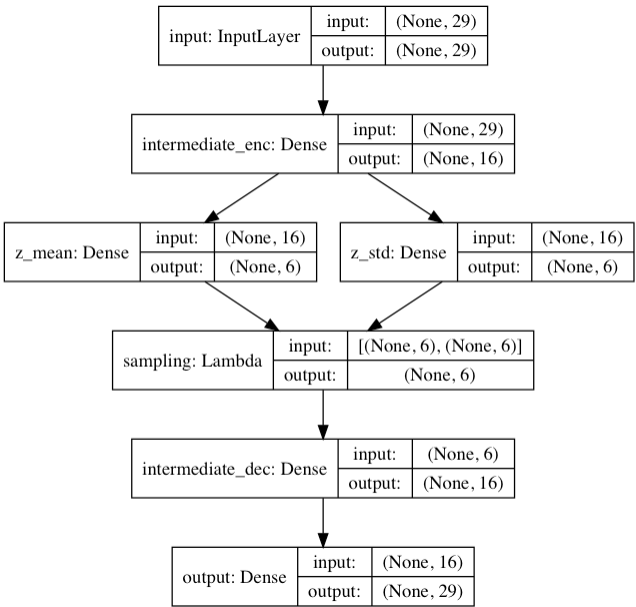 input: InputLayer
input: (None, 29)
output: (None, 29)
intermediate_enc: Dense
input: (None, 29)
output: (None, 16)
z_mean: Dense
input: (None, 16)
output: (None, 6)
z_std: Dense
input: (None, 16)
output: (None, 6)
sampling: Lambda
input: [(None, 6), (None, 6)]
output: (None, 6)
intermediate_dec: Dense
input: (None, 6)
output: (None, 16)
output: Dense
input: (None, 16)
output: (None, 29)